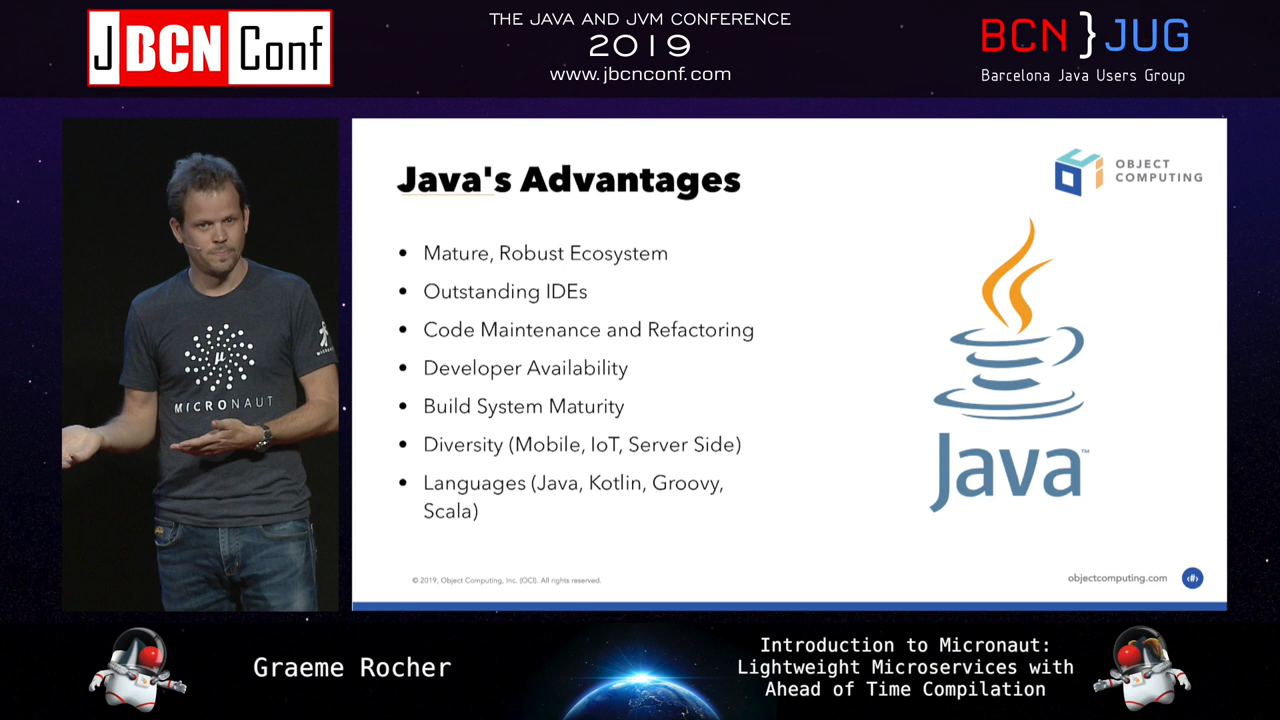 JBCNConf
THE JAVA AND JVM CONFERENCE
2019
www.jbcnconf.com
BCN}JUG
Barcelona Java Users Group
Java's Advantages
OBJECT
COMPUTING
• Mature, Robust Ecosystem
• Outstanding IDEs
• Code Maintenance and Refactoring
• Developer Availability
• Build System Maturity
• Diversity (Mobile, IoT, Server Side)
• Languages (Java, Kotlin, Groovy,
Scala)
Java™
© 2019, Object Computing, Inc. (OCI). All rights reserved.
objectcomputing.com
‹#›
μ
MICRONAUT
Graeme Rocher
Introduction to Micronaut:
Lightweight Microservices with
Ahead of Time Compilation